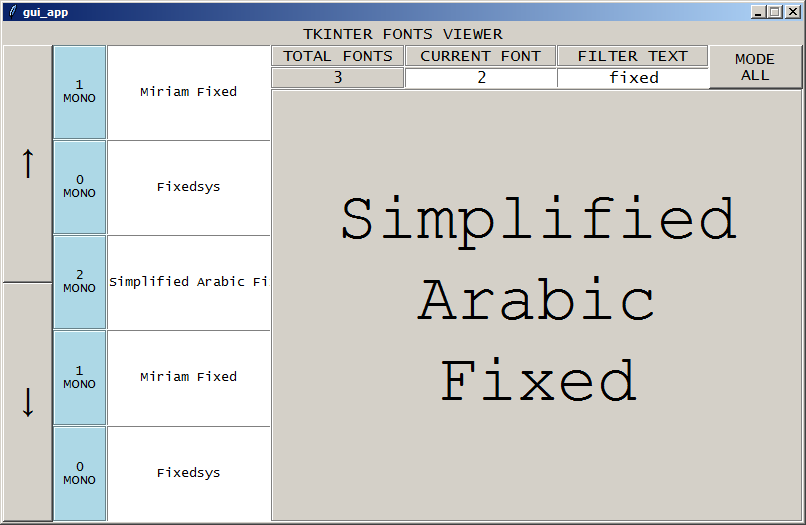 gui_app
TKINTER FONTS VIEWER
↑
↓
1
MONO
Miriam Fixed
0
MONO
Fixedsys
2
MONO
Simplified Arabic Fi
1
MONO
Miriam Fixed
0
MONO
Fixedsys
TOTAL FONTS
3
CURRENT FONT
2
FILTER TEXT
fixed
MODE
ALL
Simplified
Arabic
Fixed